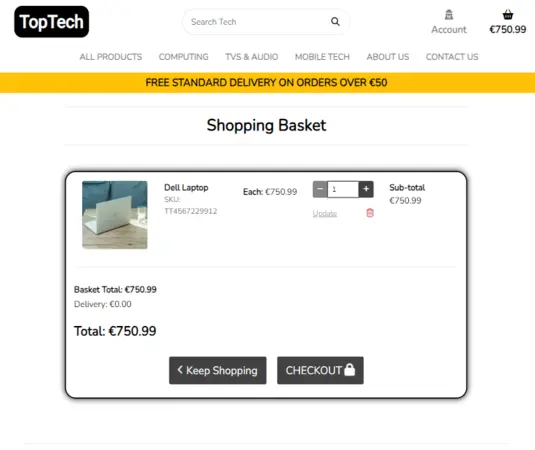 TopTech
Search Tech
Account
€750.99
ALL PRODUCTS COMPUTING TVS & AUDIO MOBILE TECH ABOUT US CONTACT US
FREE STANDARD DELIVERY ON ORDERS OVER €50
Shopping Basket
Dell Laptop
SKU:
TT4567229912
Each: €750.99
− 1 +
Update
Sub-total
€750.99
Basket Total: €750.99
Delivery: €0.00
Total: €750.99
Keep Shopping
CHECKOUT